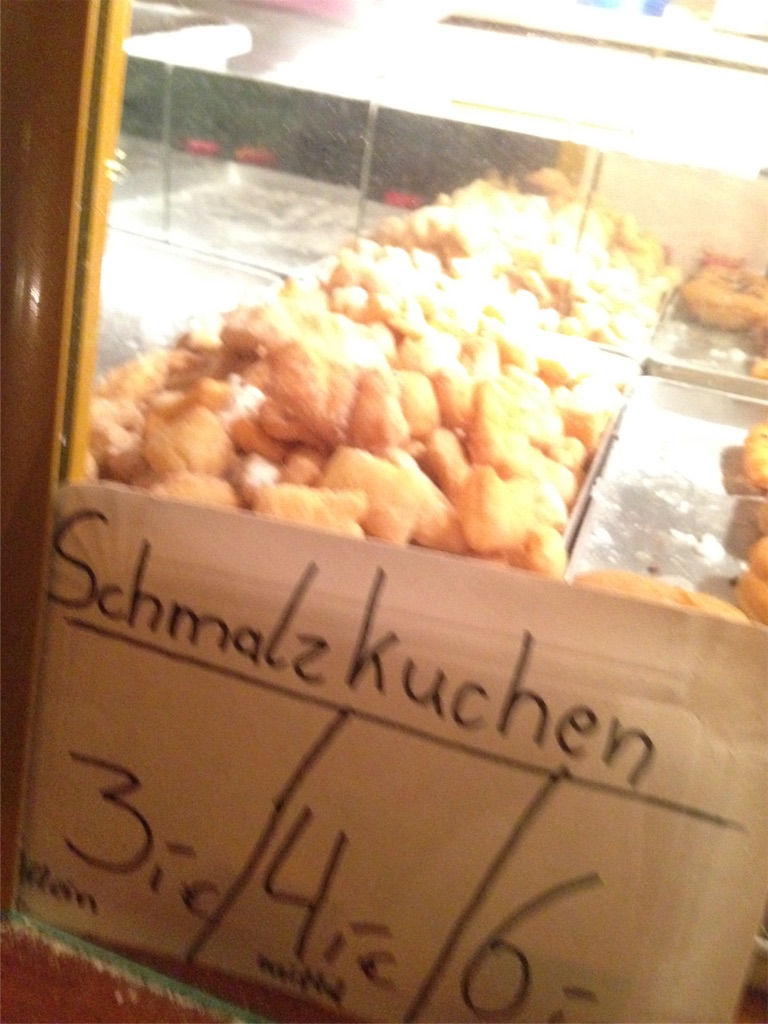 Schmalzkuchen
3,-€ / 4,-€ / 6,-
klein mittel